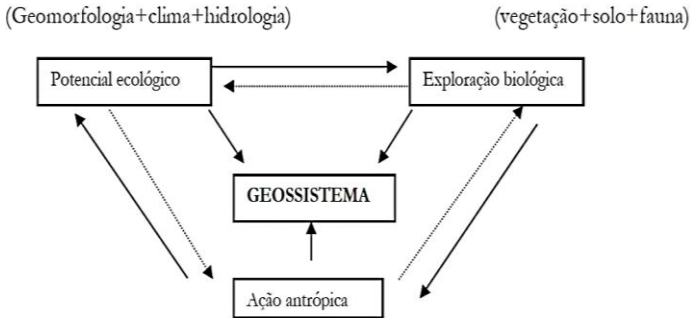 (Geomorfologia+clima+hidrologia)
(vegetação+solo+fauna)
Potencial ecológico
Exploração biológica
GEOSSISTEMA
Ação antrópica